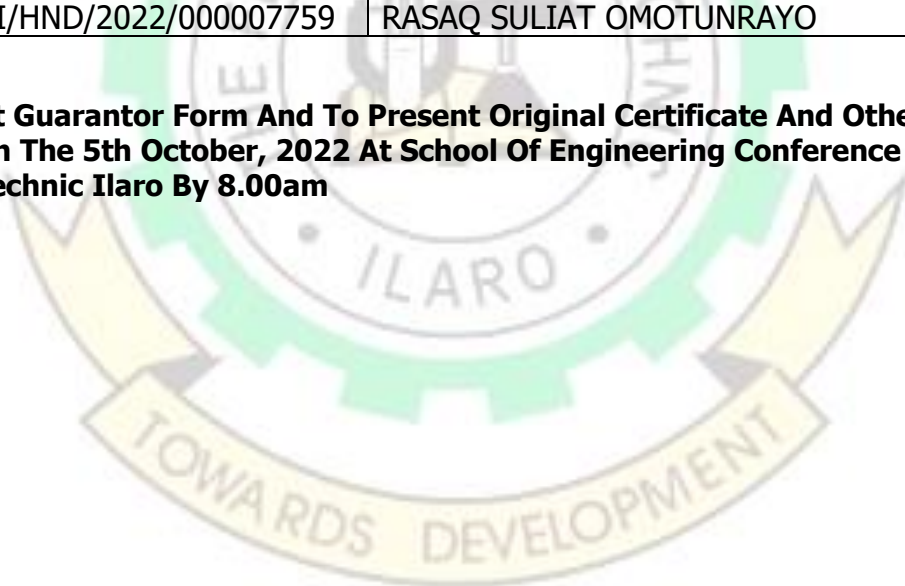 I/HND/2022/000007759 RASAQ SULIAT OMOTUNRAYO
t Guarantor Form And To Present Original Certificate And Othe
n The 5th October, 2022 At School Of Engineering Conference
echnic Ilaro By 8.00am
ILARO
TOWARDS DEVELOPMENT